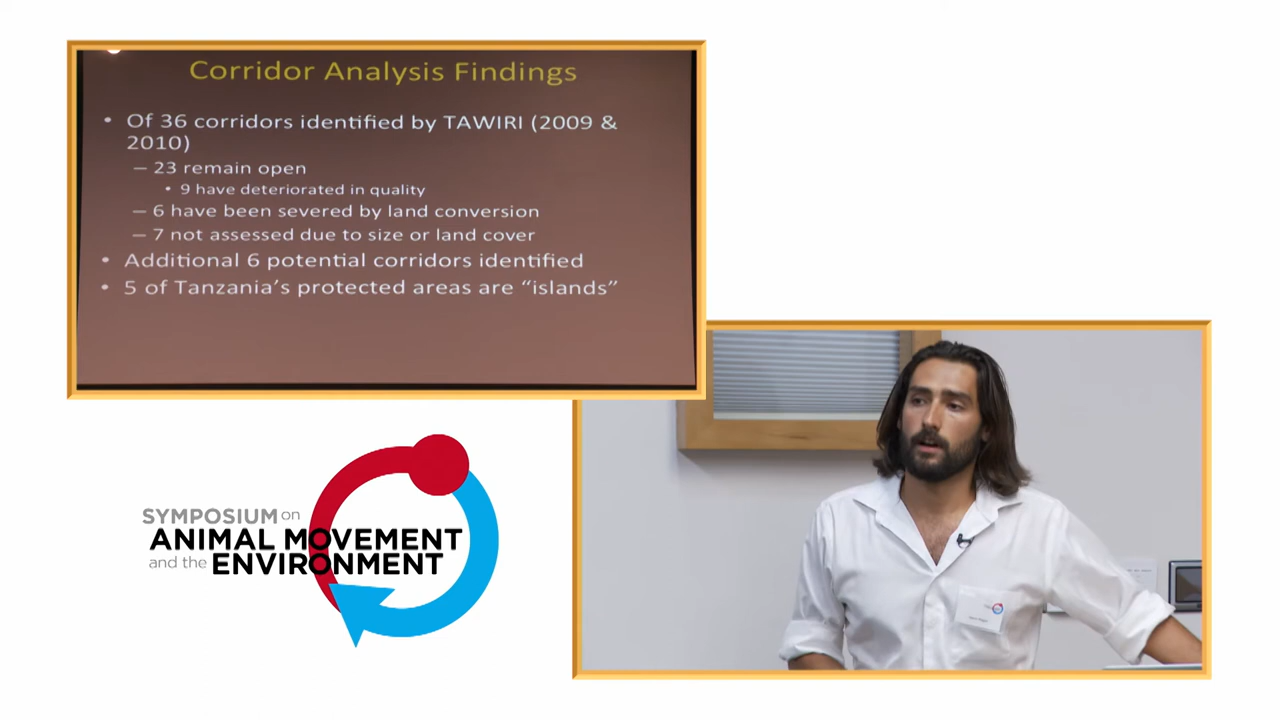 Corridor Analysis Findings
• Of 36 corridors identified by TAWIRI (2009 &
2010)
– 23 remain open
• 9 have deteriorated in quality
– 6 have been severed by land conversion
– 7 not assessed due to size or land cover
• Additional 6 potential corridors identified
• 5 of Tanzania's protected areas are “islands”
SYMPOSIUM on
ANIMAL MOVEMENT
and the ENVIRONMENT